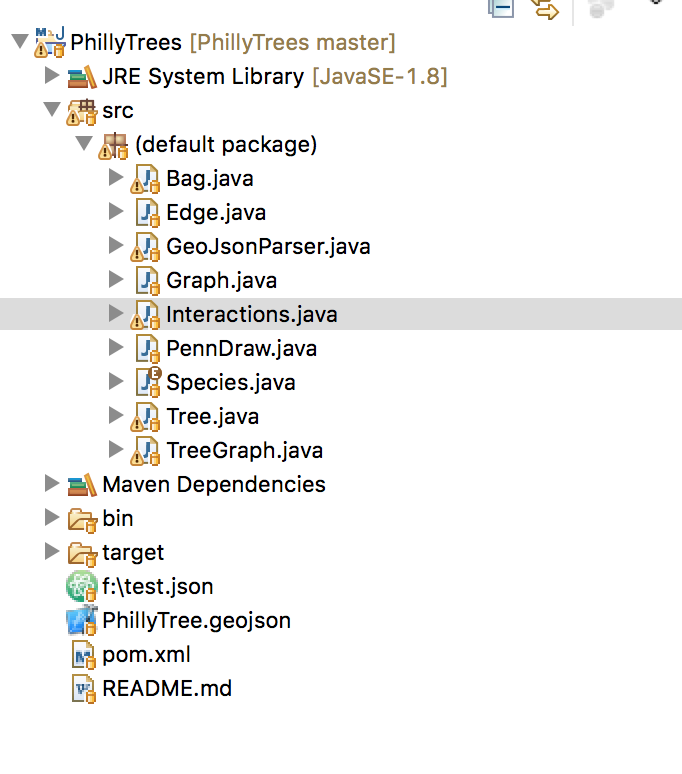 PhillyTrees [PhillyTrees master]
JRE System Library [JavaSE-1.8]
src
(default package)
Bag.java
Edge.java
GeoJsonParser.java
Graph.java
Interactions.java
PennDraw.java
Species.java
Tree.java
TreeGraph.java
Maven Dependencies
bin
target
f:\test.json
PhillyTree.geojson
pom.xml
README.md